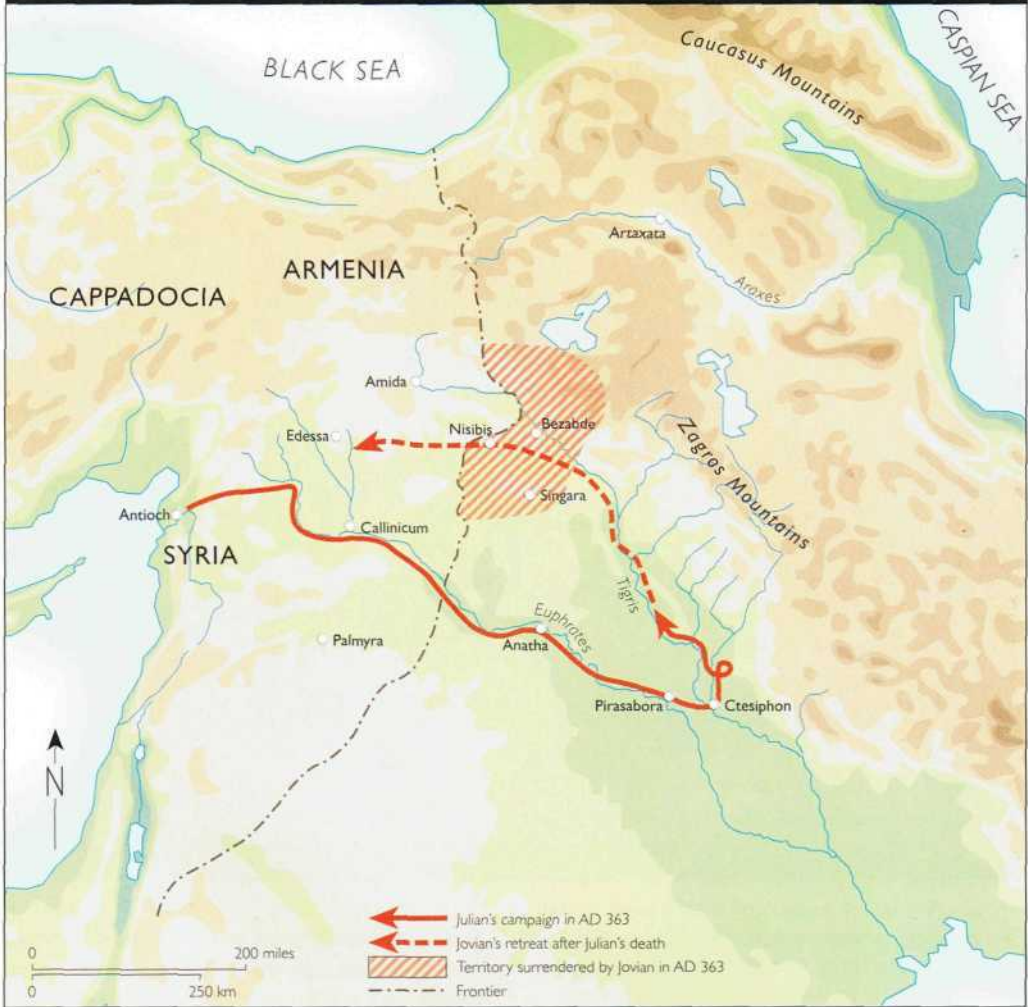 BLACK SEA
Caucasus Mountains
CASPIAN SEA
Artaxata
Araxes
ARMENIA
CAPPADOCIA
Amida
Edessa
Nisibis
Bezabde
Zagros Mountains
Singara
Antioch
Callinicum
SYRIA
Tigris
Euphrates
Palmyra
Anatha
Pirasabora
Ctesiphon
N
Julian's campaign in AD 363
Jovian's retreat after Julian's death
Territory surrendered by Jovian in AD 363
Frontier
0 200 miles
0 250 km